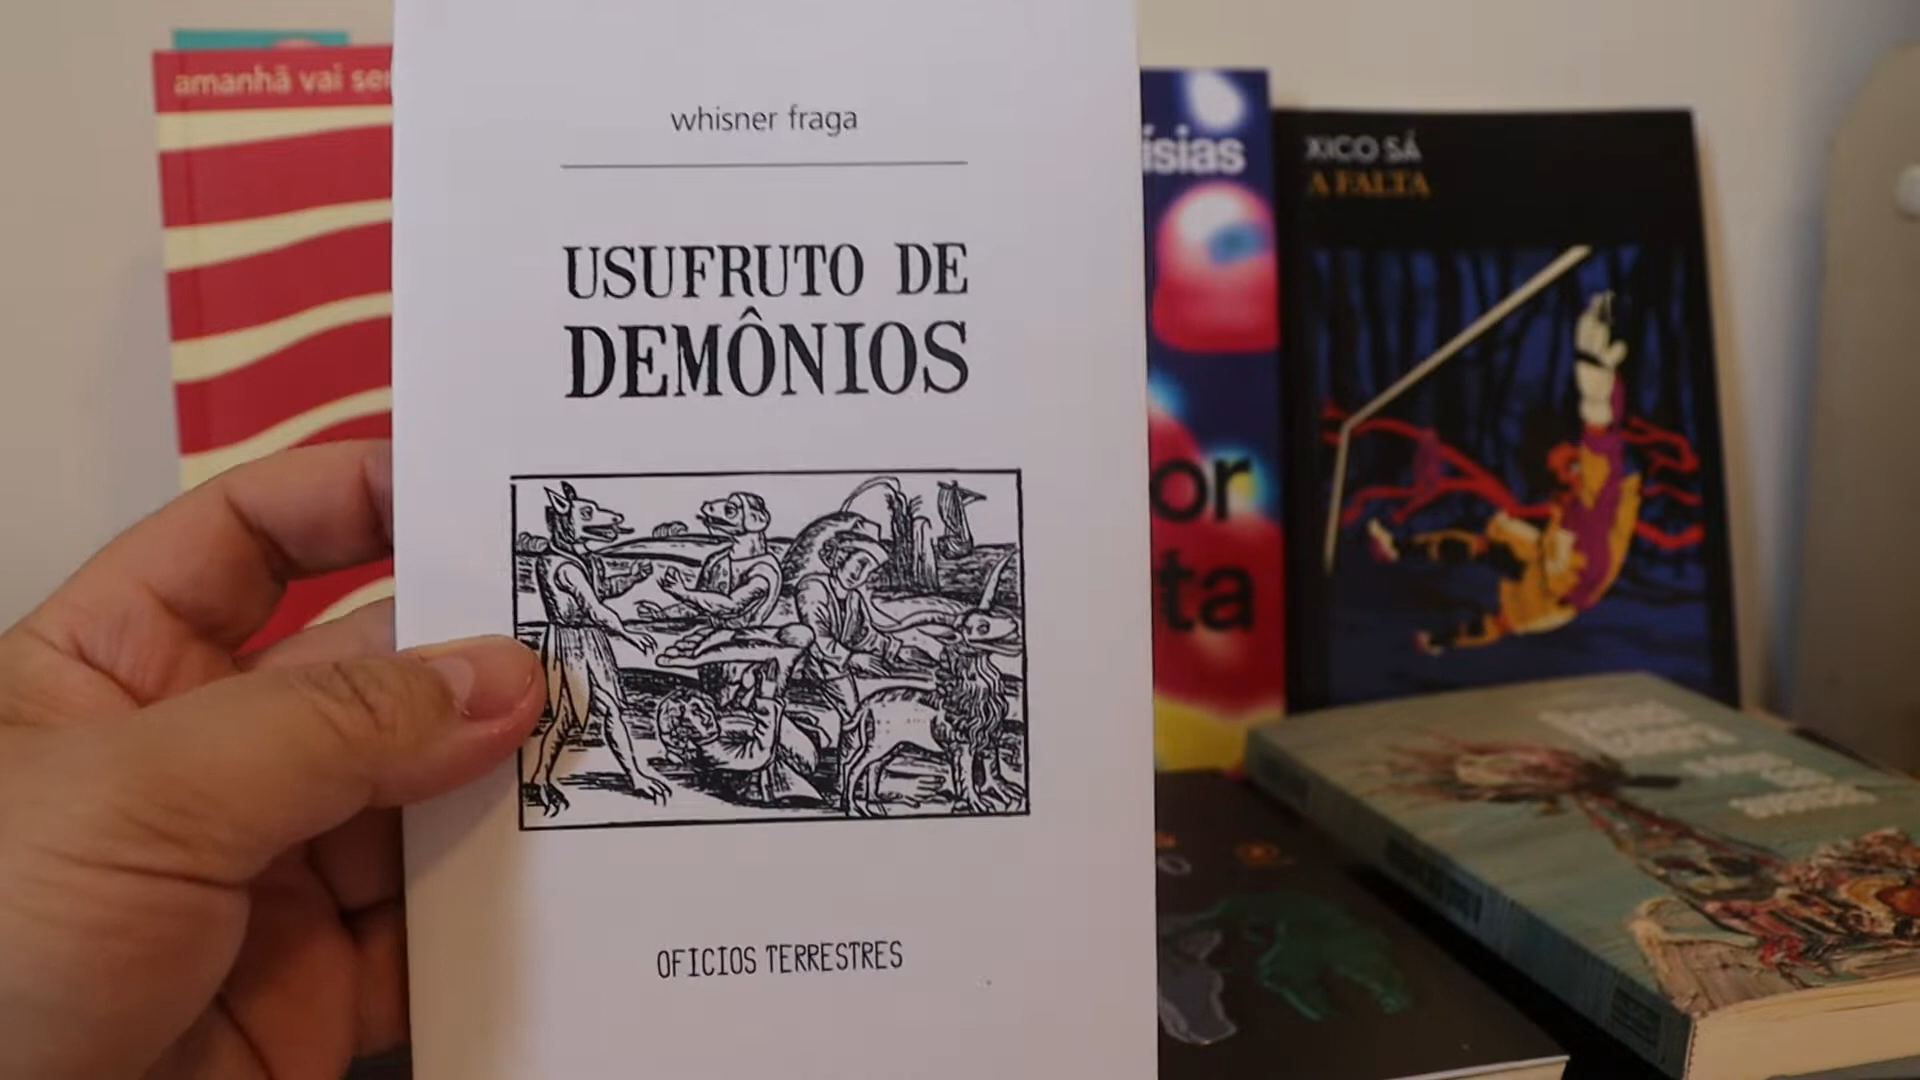 amanhã vai ser
whisner fraga
USUFRUTO DE
DEMÔNIOS
OFICIOS TERRESTRES
ísias
or
ta
XICO SÁ
A FALTA